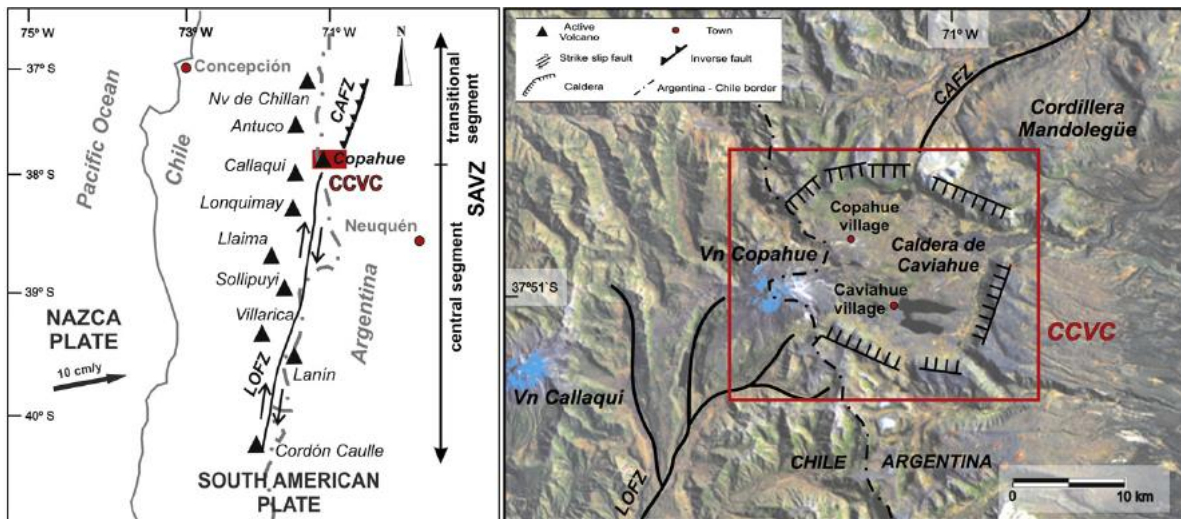 75°W
73°W
71°W
N
37° S
38° S
39° S
40° S
Pacific Ocean
Chile
Concepción
Nv de Chillan
Antuco
Callaqui
Lonquimay
Llaima
Sollipuyi
Villarica
Lanín
Cordón Caulle
CAFZ
Copahue
CCVC
Neuquén
Argentina
LOFZ
NAZCA
PLATE
10 cm/y
SOUTH AMERICAN
PLATE
transitional
segment
central segment
SAVZ
Active
Volcano
Town
Strike slip fault
Inverse fault
Caldera
Argentina - Chile border
71° W
CAFZ
Cordillera
Mandolegüe
Copahue
village
Caldera de
Caviahue
Vn Copahue
37°51`S
Caviahue
village
CCVC
Vn Callaqui
LOFZ
CHILE
ARGENTINA
0
10 km